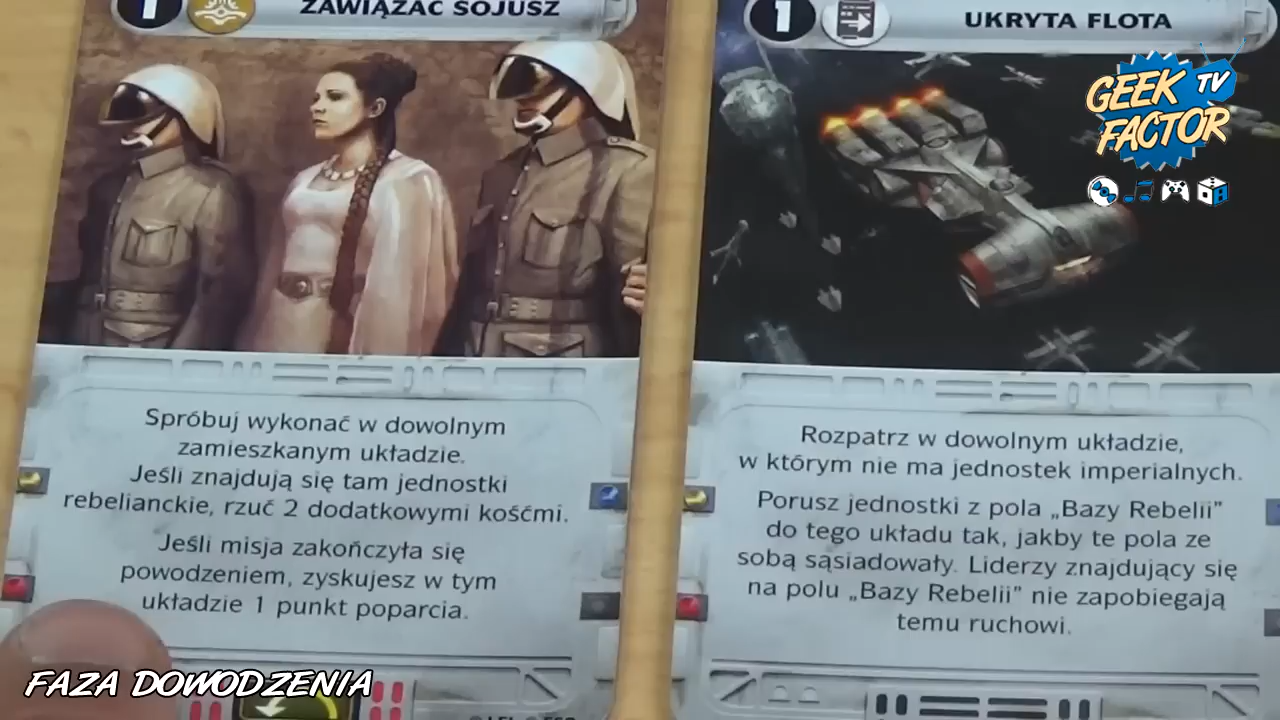 1 ZAWIĄZAĆ SOJUSZ
Spróbuj wykonać w dowolnym
zamieszkanym układzie.
Jeśli znajdują się tam jednostki
rebelianckie, rzuć 2 dodatkowymi kośćmi.
Jeśli misja zakończyła się
powodzeniem, zyskujesz w tym
układzie 1 punkt poparcia.
1 UKRYTA FLOTA
Rozpatrz w dowolnym układzie,
w którym nie ma jednostek imperialnych.
Porusz jednostki z pola „Bazy Rebelii”
do tego układu tak, jakby te pola ze
sobą sąsiadowały. Liderzy znajdujący się
na polu „Bazy Rebelii” nie zapobiegają
temu ruchowi.
GEEK TV
FACTOR
FAZA DOWODZENIA